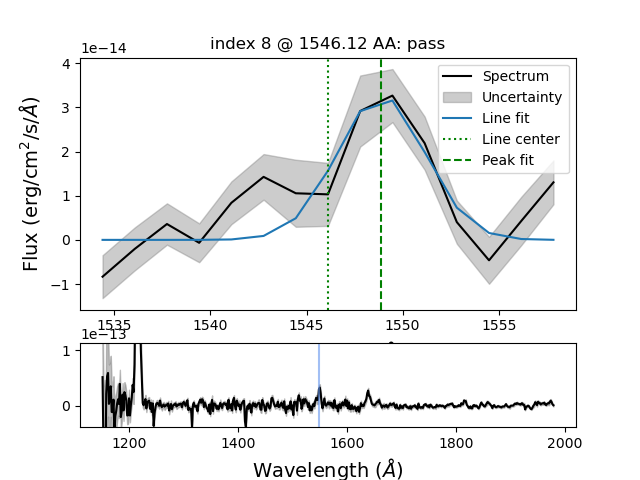 index 8 @ 1546.12 AA: pass
1e−14
4
3
2
1
0
−1
Flux (erg/cm²/s/Å)
Spectrum
Uncertainty
Line fit
Line center
Peak fit
1535 1540 1545 1550 1555
1e−13
1
0
1200 1400 1600 1800 2000
Wavelength (Å)